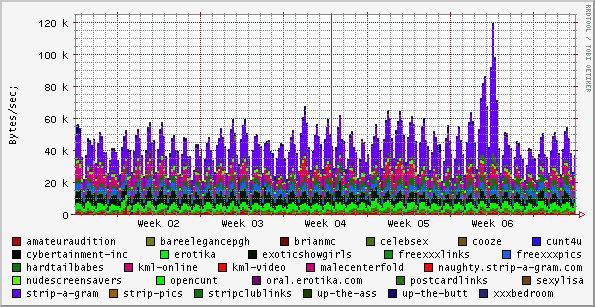 120 k
100 k
80 k
60 k
40 k
20 k
0
Bytes/sec;
RRDTOOL / TOBI OETIKER
Week 02 Week 03 Week 04 Week 05 Week 06
amateuraudition bareelegancepgh brianmc celebsex cooze cunt4u
cybertainment-inc erotika exoticshowgirls freexxxlinks freexxxpics
hardtailbabes kml-online kml-video malecenterfold naughty.strip-a-gram.com
nudescreensavers opencunt oral.erotika.com postcardlinks sexylisa
strip-a-gram strip-pics stripclublinks up-the-ass up-the-butt xxxbedroom